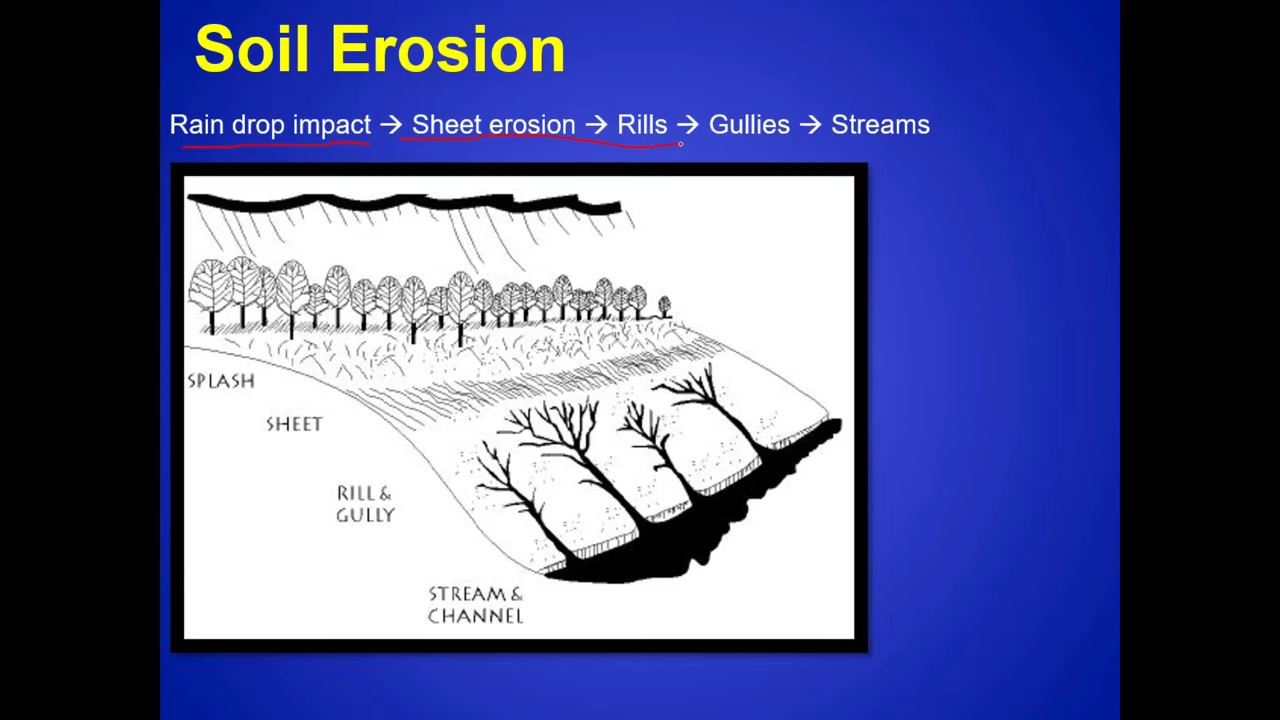 Soil Erosion
Rain drop impact → Sheet erosion → Rills → Gullies → Streams
SPLASH
SHEET
RILL &
GULLY
STREAM &
CHANNEL